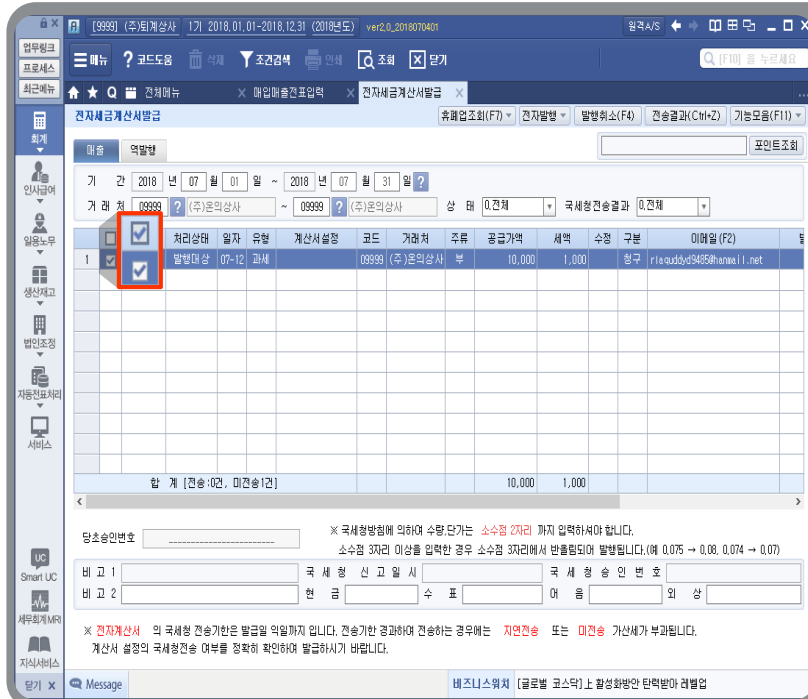 [9999] (주)퇴계상사 1기 2018.01.01-2018.12.31 (2018년도) ver2.0_2018070401 원격A/S
업무링크
프로세스
최근메뉴
메뉴 코드도움 삭제 조건검색 인쇄 조회 닫기 [F10] 을 누르세요
전체메뉴 매입매출전표입력 전자세금계산서발급
전자세금계산서발급 휴폐업조회(F7) 전자발행 발행취소(F4) 전송결과(Ctrl+Z) 기능모음(F11)
회계
인사급여
일용노무
생산재고
법인조정
자동전표처리
서비스
매출 역발행 포인트조회
기 간 2018 년 07 월 01 일 ~ 2018 년 07 월 31 일 ?
거 래 처 09999 ? (주)온의상사 ~ 09999 ? (주)온의상사 상 태 0.전체 국세청전송결과 0.전체
처리상태 일자 유형 계산서설정 코드 거래처 주류 공급가액 세액 수정 구분 이메일(F2)
1 발행대상 07-12 과세 09999 (주)온의상사 부 10,000 1,000 청구 rlaquddyd9485@hanmail.net
합 계 [전송:0건, 미전송1건] 10,000 1,000
당초승인번호 ※ 국세청방침에 의하여 수량,단가는 소수점 2자리 까지 입력하셔야 합니다.
소수점 3자리 이상을 입력한 경우 소수점 3자리에서 반올림되어 발행됩니다.(예 0.075 → 0.08, 0.074 → 0.07)
비 고 1 국 세 청 신 고 일 시 국 세 청 승 인 번 호
비 고 2 현 금 수 표 어 음 외 상
※ 전자계산서 의 국세청 전송기한은 발급일 익일까지 입니다. 전송기한 경과하여 전송하는 경우에는 지연전송 또는 미전송 가산세가 부과됩니다.
계산서 설정의 국세청전송 여부를 정확히 확인하여 발급하시기 바랍니다.
UC
Smart UC
세무회계 MRI
지식서비스
닫기 X Message 비즈니스워치 [글로벌 코스닥]上 활성화방안 탄력받아 레벨업